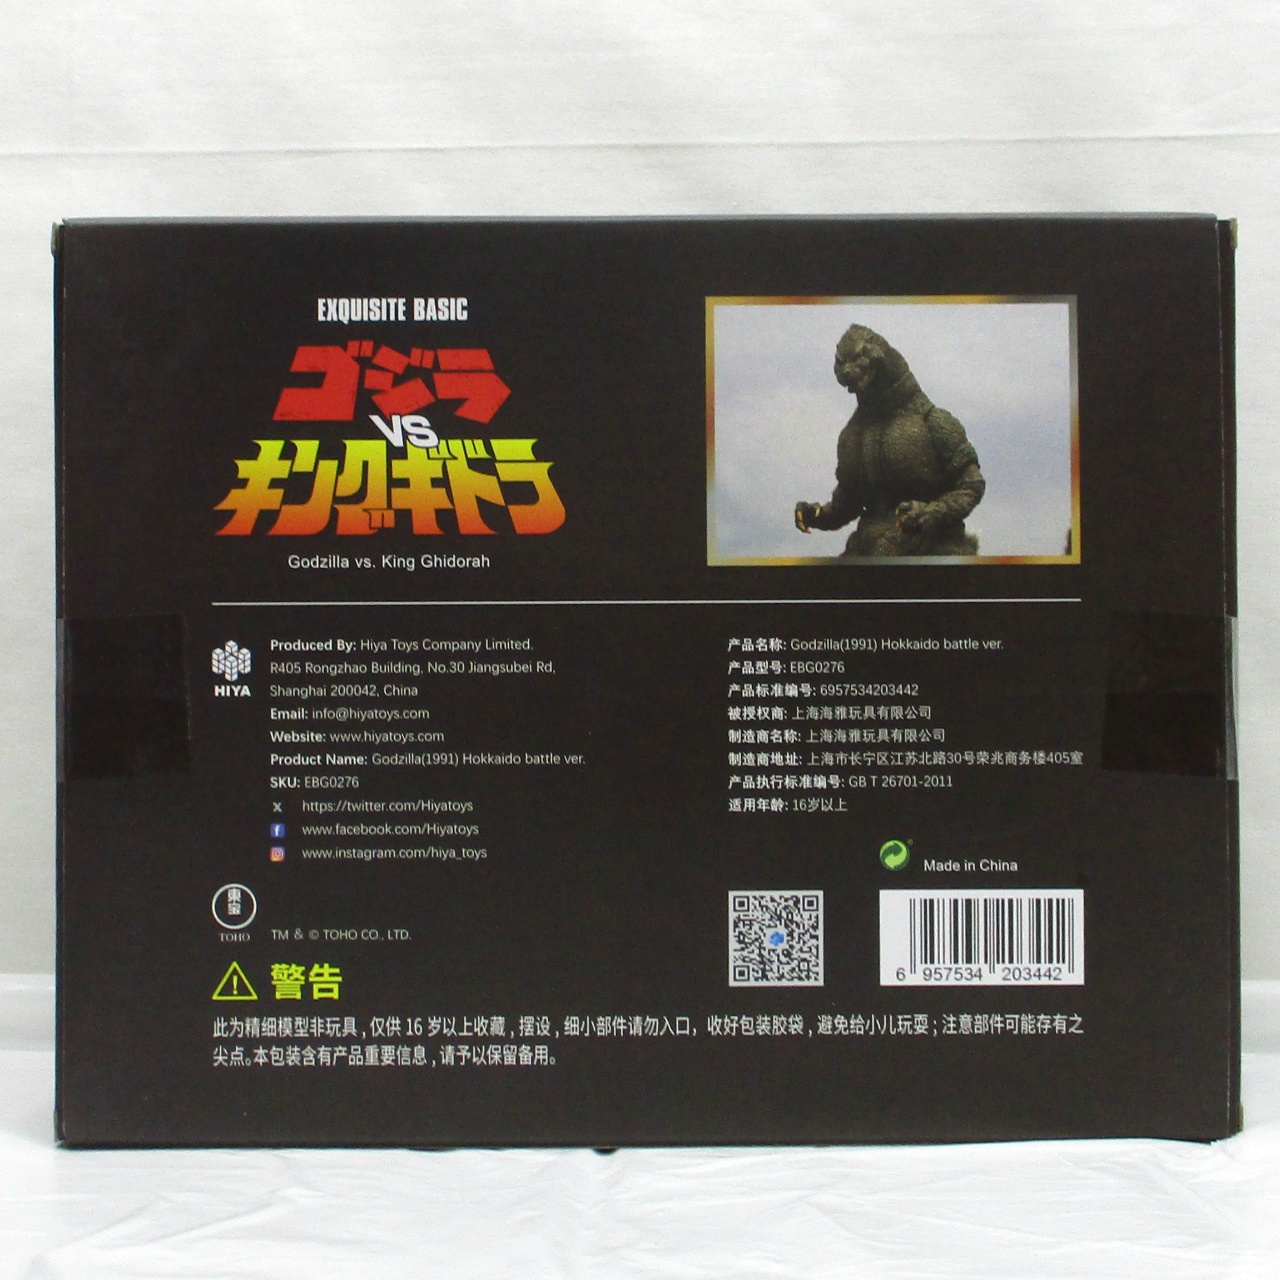 EXQUISITE BASIC
ゴジラ
VS
キングギドラ
Godzilla vs. King Ghidorah
HIYA
Produced By: Hiya Toys Company Limited.
R405 Rongzhao Building, No.30 Jiangsubei Rd,
Shanghai 200042, China
Email: info@hiyatoys.com
Website: www.hiyatoys.com
Product Name: Godzilla(1991) Hokkaido battle ver.
SKU: EBG0276
https://twitter.com/Hiyatoys
www.facebook.com/Hiyatoys
www.instagram.com/hiya_toys
東宝
TOHO
TM & © TOHO CO., LTD.
产品名称: Godzilla(1991) Hokkaido battle ver.
产品型号: EBG0276
产品标准编号: 6957534203442
被授权商: 上海海雅玩具有限公司
制造商名称: 上海海雅玩具有限公司
制造商地址: 上海市长宁区江苏北路30号荣兆商务楼405室
产品执行标准编号: GB T 26701-2011
适用年龄: 16岁以上
Made in China
6 957534 203442
警告
此为精细模型非玩具，仅供 16 岁以上收藏，摆设，细小部件请勿入口，收好包装胶袋，避免给小儿玩耍；注意部件可能存有之
尖点。本包装含有产品重要信息，请予以保留备用。